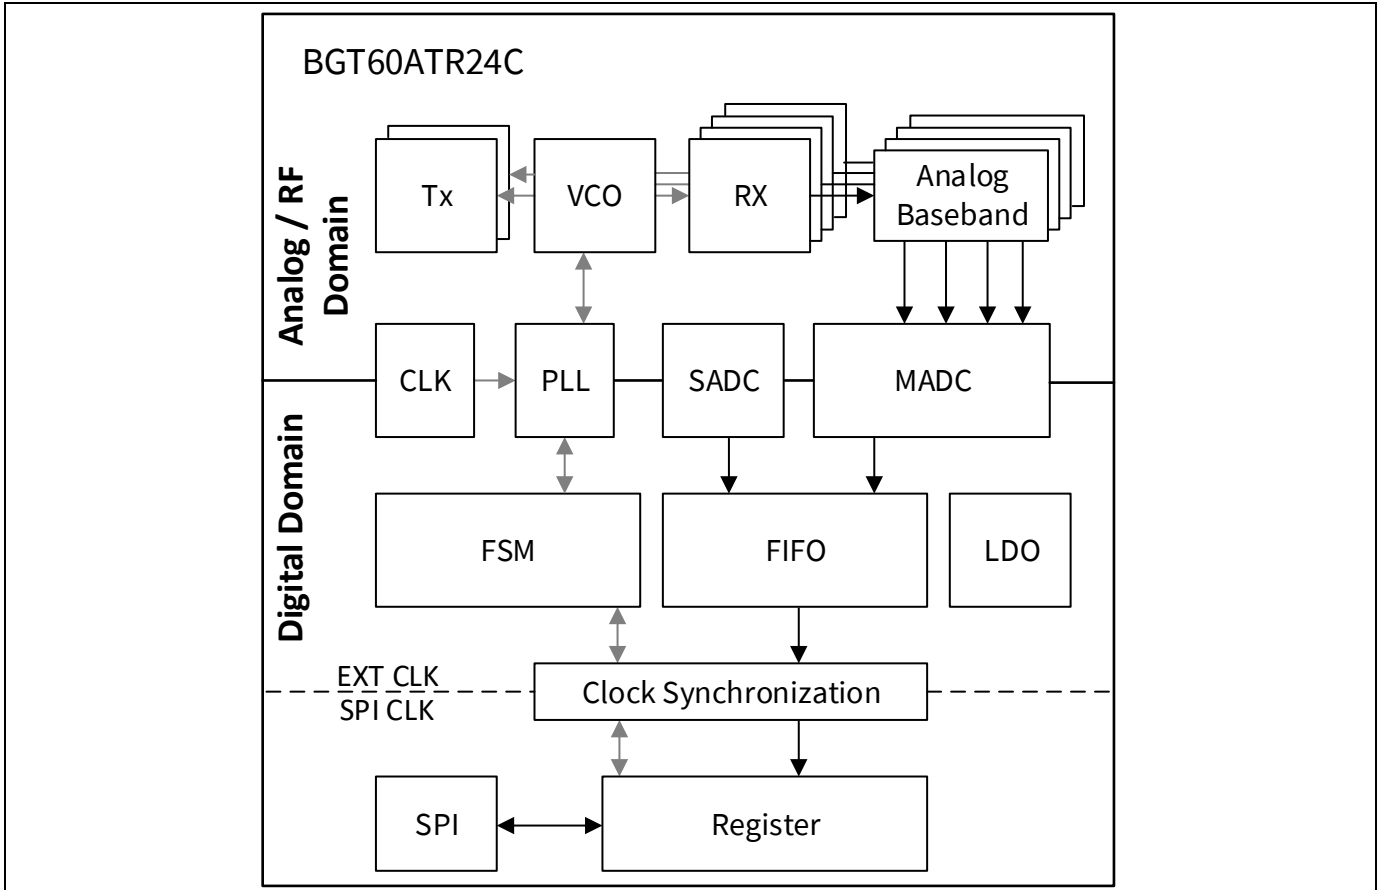 BGT60ATR24C
Analog / RF
Domain
Tx
VCO
RX
Analog
Baseband
CLK
PLL
SADC
MADC
Digital Domain
FSM
FIFO
LDO
EXT CLK
SPI CLK
Clock Synchronization
SPI
Register